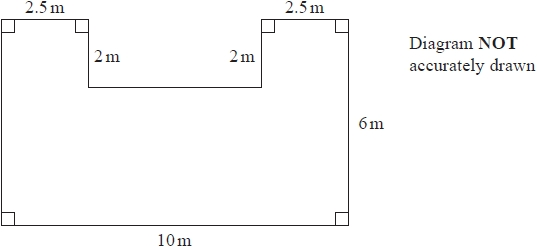 2.5 m
2.5 m
2 m
2 m
Diagram NOT
accurately drawn
6 m
10 m